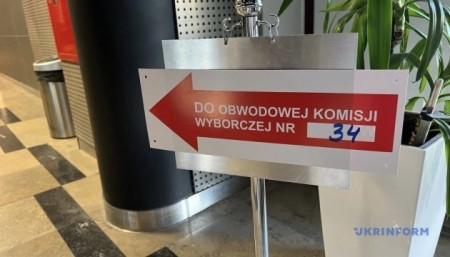 DO OBWODOWEJ KOMISJI
WYBORCZEJ NR 34
UKRINFORM